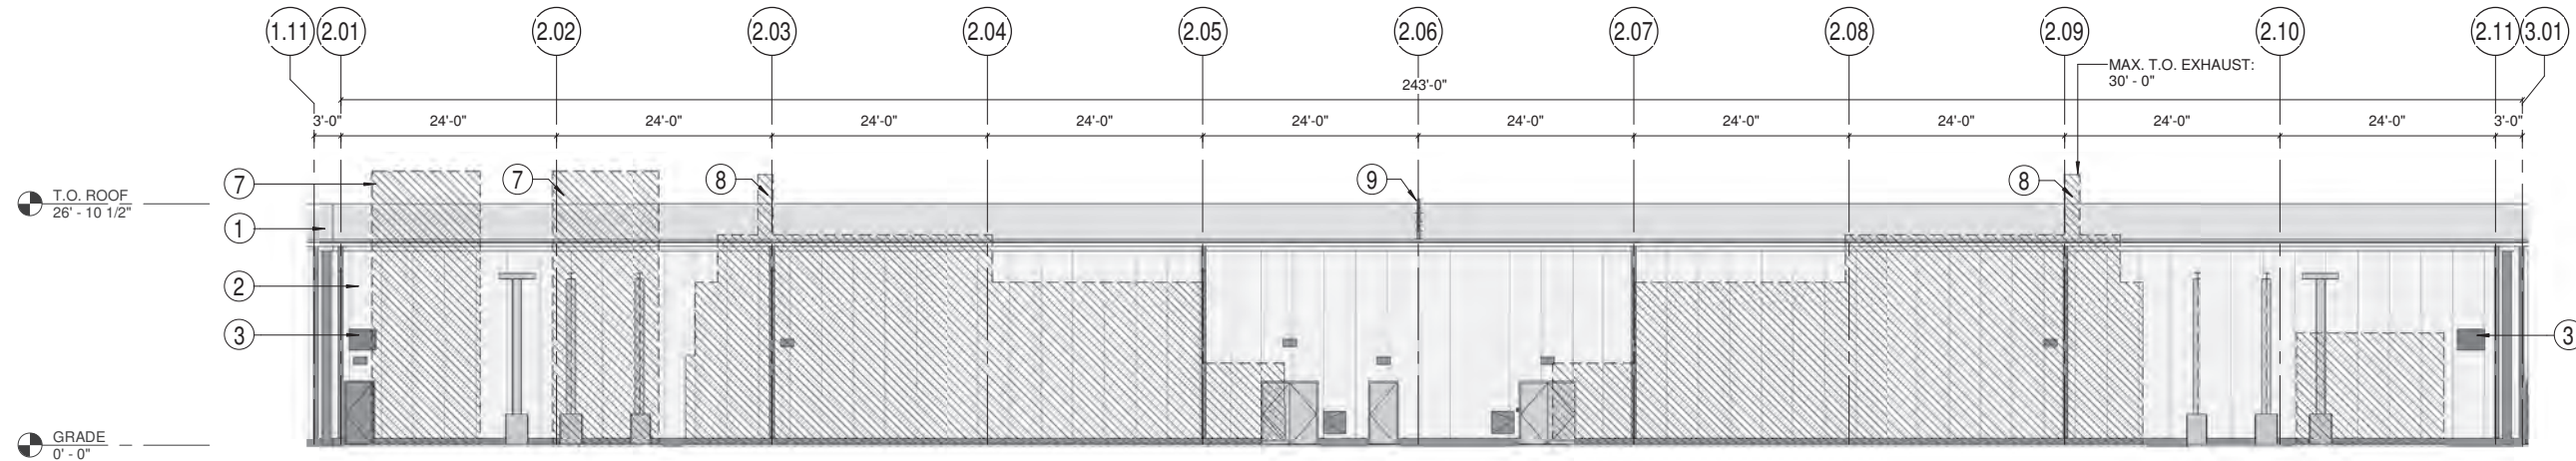 1.11 2.01 2.02 2.03 2.04 2.05 2.06 2.07 2.08 2.09 2.10 2.11 3.01
MAX. T.O. EXHAUST:
30' - 0"
243'-0"
3'-0" 24'-0" 24'-0" 24'-0" 24'-0" 24'-0" 24'-0" 24'-0" 24'-0" 24'-0" 24'-0" 3'-0"
7 7 8 9 8
T.O. ROOF
26' - 10 1/2"
1
2
3 3
GRADE
0' - 0"